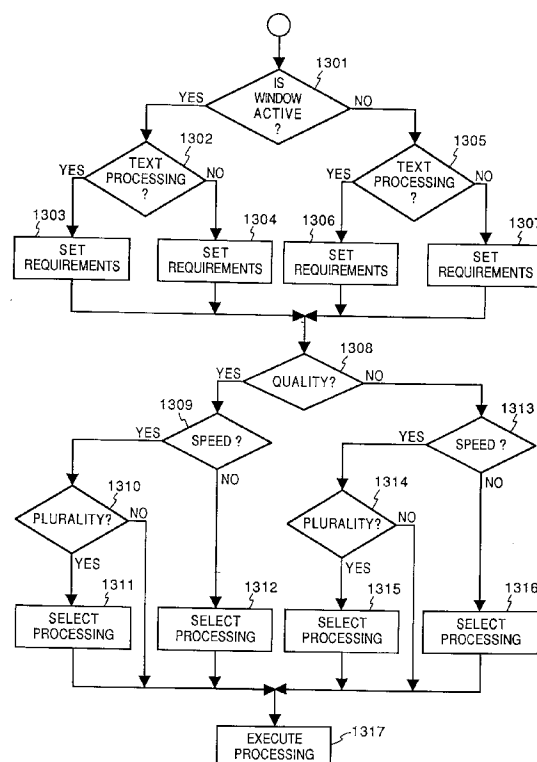 1301
IS
WINDOW
ACTIVE
?
YES
NO
1302
TEXT
PROCESSING
?
YES
NO
1305
TEXT
PROCESSING
?
YES
NO
1303
SET
REQUIREMENTS
1304
SET
REQUIREMENTS
1306
SET
REQUIREMENTS
1307
SET
REQUIREMENTS
1308
QUALITY?
YES
NO
1309
SPEED ?
YES
NO
1313
SPEED ?
YES
NO
1310
PLURALITY?
NO
YES
1314
PLURALITY?
NO
YES
1311
SELECT
PROCESSING
1312
SELECT
PROCESSING
1315
SELECT
PROCESSING
1316
SELECT
PROCESSING
EXECUTE
PROCESSING
1317